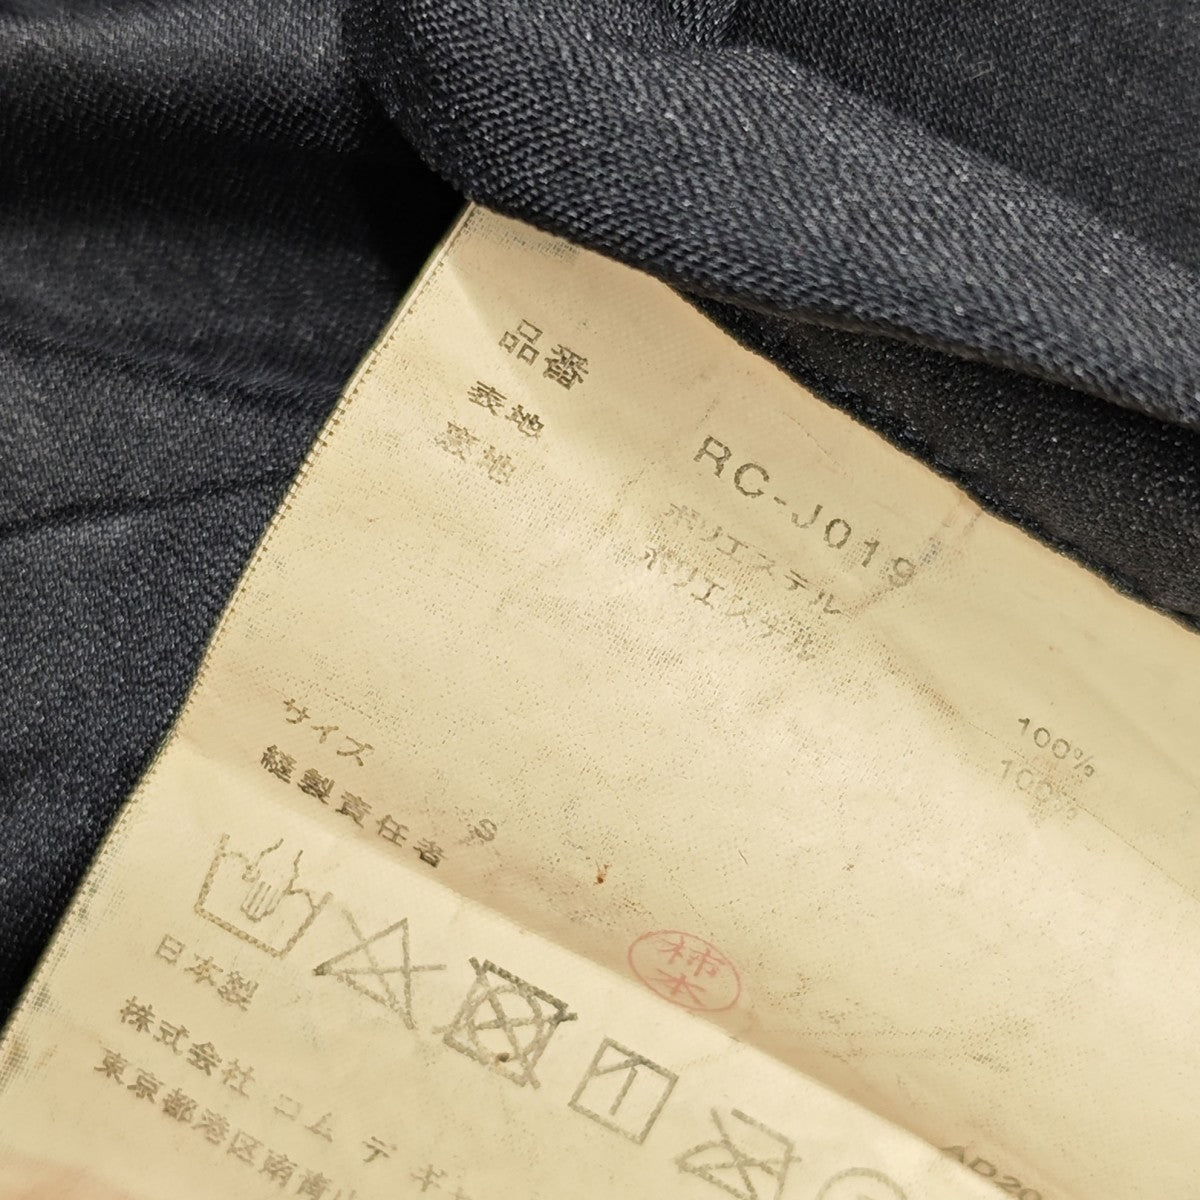 品番 RC-J019
表地 ポリエステル 100%
裏地 ポリエステル 100%
サイズ S
縫製責任者
柿本
日本製
株式会社 コム デ ギャ
東京都港区南青山